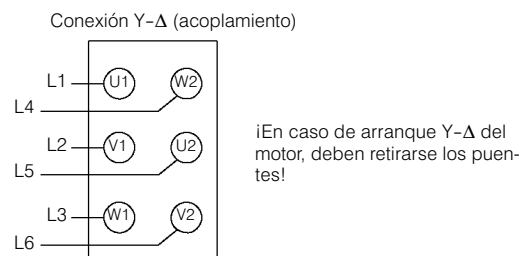 Conexión Y-Δ (acoplamiento)
L1 U1 W2
L4
L2 V1 U2
L5
L3 W1 V2
L6
¡En caso de arranque Y-Δ del
motor, deben retirarse los puen-
tes!